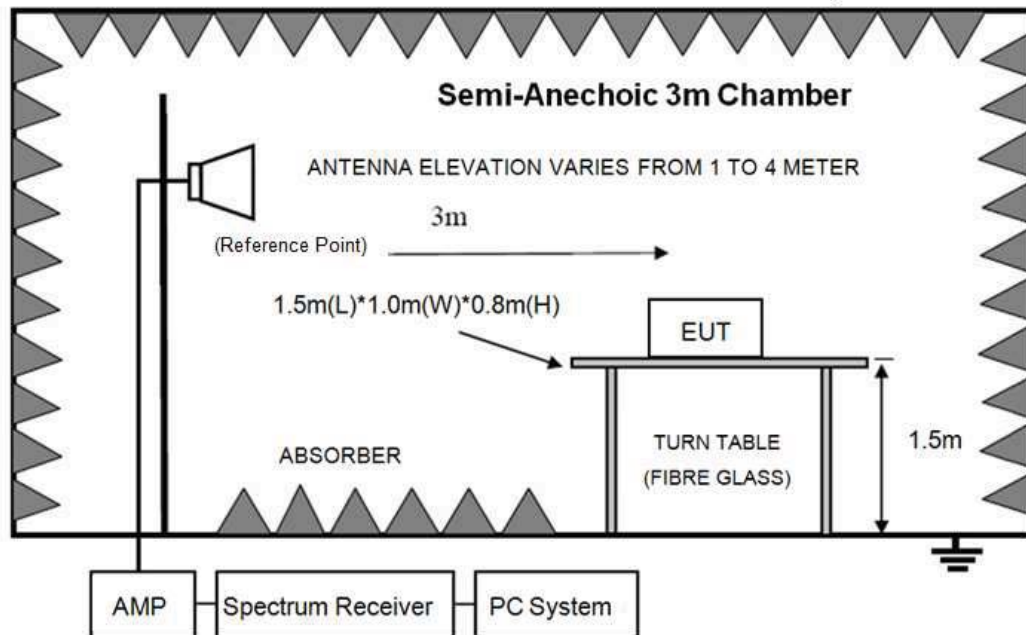 Semi-Anechoic 3m Chamber
ANTENNA ELEVATION VARIES FROM 1 TO 4 METER
3m
(Reference Point)
1.5m(L)*1.0m(W)*0.8m(H)
EUT
TURN TABLE
(FIBRE GLASS)
1.5m
ABSORBER
AMP
Spectrum Receiver
PC System